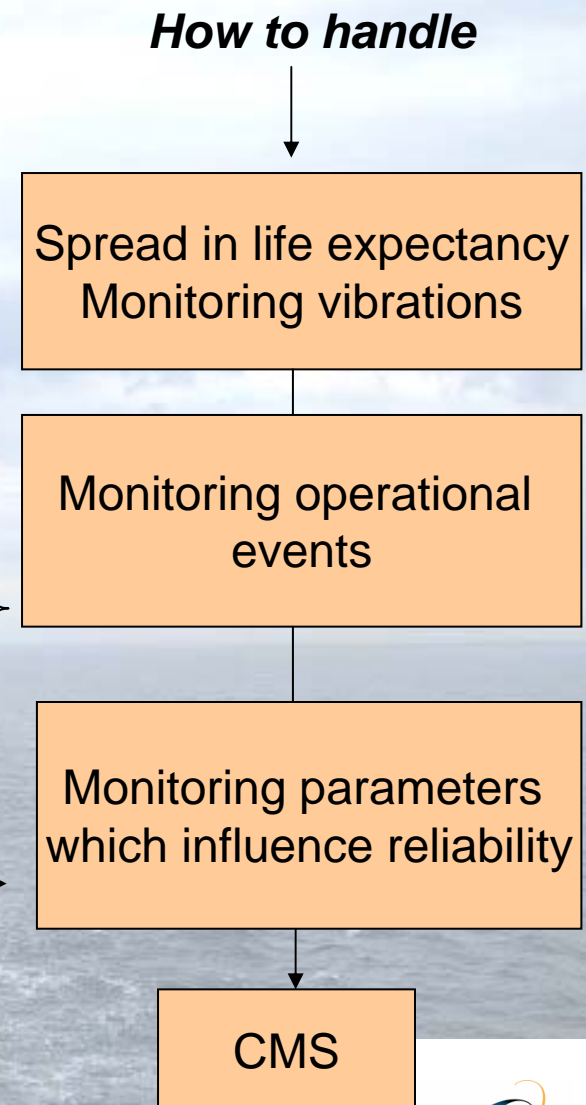 How to handle
Spread in life expectancy
Monitoring vibrations
Monitoring operational
events
Monitoring parameters
which influence reliability
CMS